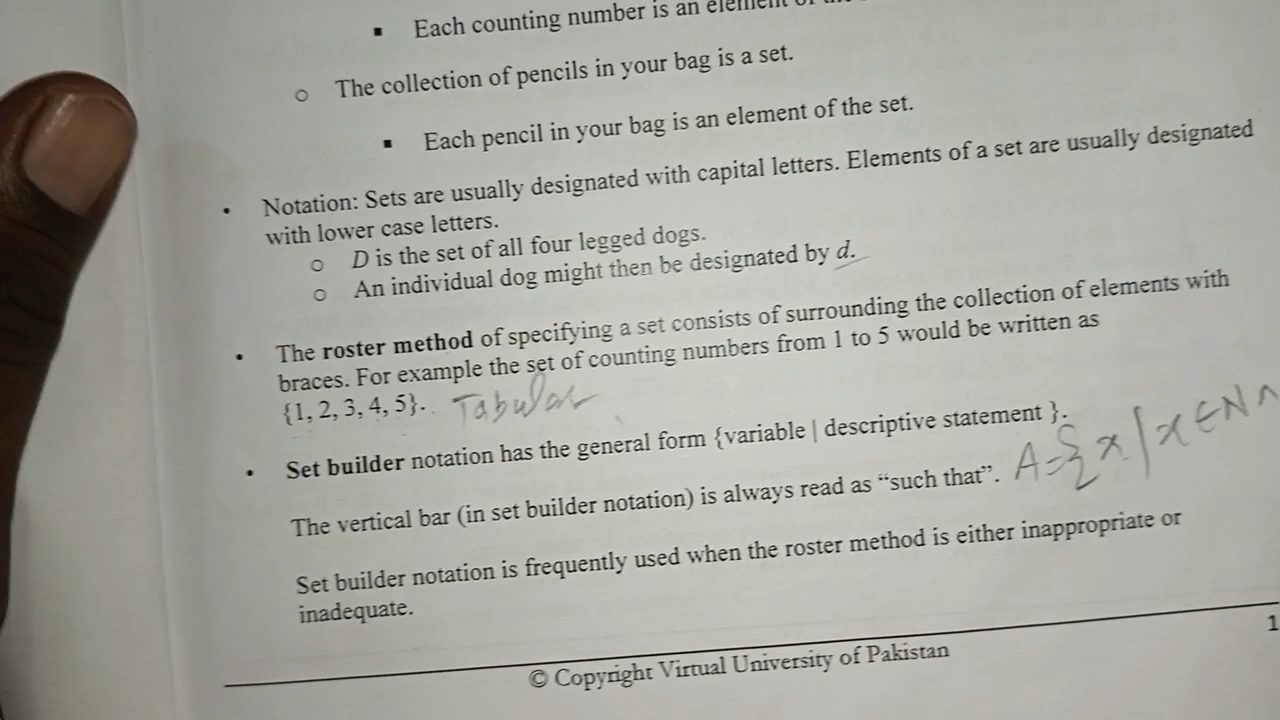 ▪ Each counting number is an element of the
○ The collection of pencils in your bag is a set.
▪ Each pencil in your bag is an element of the set.
• Notation: Sets are usually designated with capital letters. Elements of a set are usually designated
with lower case letters.
○ D is the set of all four legged dogs.
○ An individual dog might then be designated by d.
• The roster method of specifying a set consists of surrounding the collection of elements with
braces. For example the set of counting numbers from 1 to 5 would be written as
{1, 2, 3, 4, 5}. Tabular
• Set builder notation has the general form {variable | descriptive statement }.
The vertical bar (in set builder notation) is always read as “such that”. A={x/x∈N∧
Set builder notation is frequently used when the roster method is either inappropriate or
inadequate.
1
© Copyright Virtual University of Pakistan